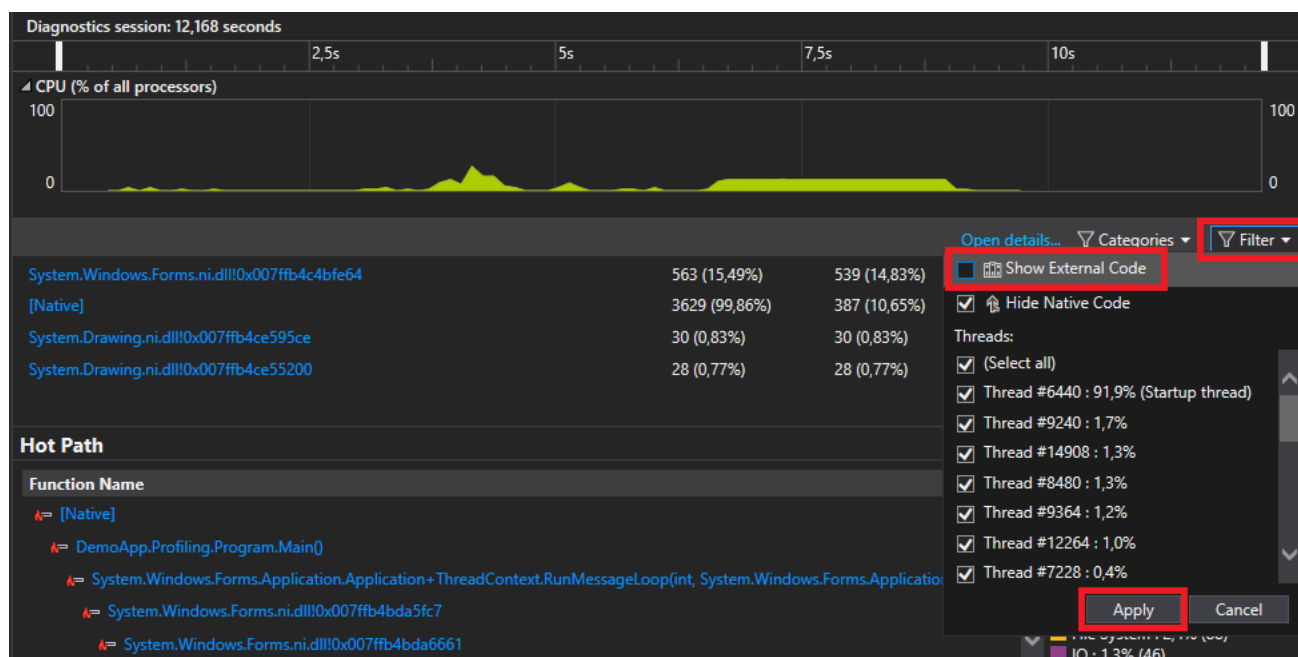 Diagnostics session: 12,168 seconds
2,5s 5s 7,5s 10s
CPU (% of all processors)
100 100
0 0
Open details... Categories Filter
System.Windows.Forms.ni.dll!0x007ffb4c4bfe64 563 (15,49%) 539 (14,83%)
[Native] 3629 (99,86%) 387 (10,65%)
System.Drawing.ni.dll!0x007ffb4ce595ce 30 (0,83%) 30 (0,83%)
System.Drawing.ni.dll!0x007ffb4ce55200 28 (0,77%) 28 (0,77%)
Show External Code
Hide Native Code
Threads:
(Select all)
Thread #6440 : 91,9% (Startup thread)
Thread #9240 : 1,7%
Thread #14908 : 1,3%
Thread #8480 : 1,3%
Thread #9364 : 1,2%
Thread #12264 : 1,0%
Thread #7228 : 0,4%
Apply Cancel
Hot Path
Function Name
[Native]
DemoApp.Profiling.Program.Main()
System.Windows.Forms.Application.Application+ThreadContext.RunMessageLoop(int, System.Windows.Forms.Applicatio
System.Windows.Forms.ni.dll!0x007ffb4bda5fc7
System.Windows.Forms.ni.dll!0x007ffb4bda6661
IO : 1,3% (46)